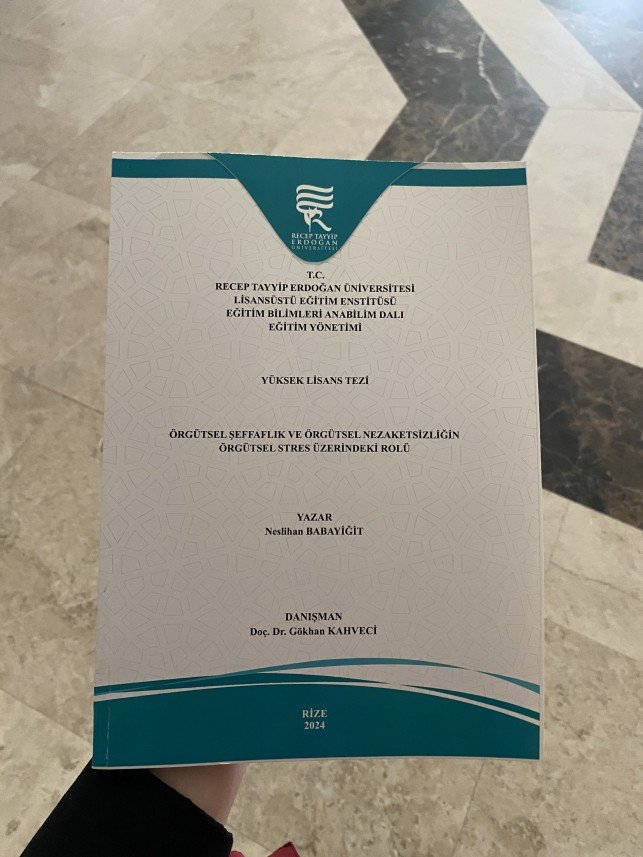 RECEP TAYYİP
ERDOĞAN
ÜNİVERSİTESİ
T.C.
RECEP TAYYİP ERDOĞAN ÜNİVERSİTESİ
LİSANSÜSTÜ EĞİTİM ENSTİTÜSÜ
EĞİTİM BİLİMLERİ ANABİLİM DALI
EĞİTİM YÖNETİMİ
YÜKSEK LİSANS TEZİ
ÖRGÜTSEL ŞEFFAFLIK VE ÖRGÜTSEL NEZAKETSİZLİĞİN
ÖRGÜTSEL STRES ÜZERİNDEKİ ROLÜ
YAZAR
Neslihan BABAYİĞİT
DANIŞMAN
Doç. Dr. Gökhan KAHVECİ
RİZE
2024